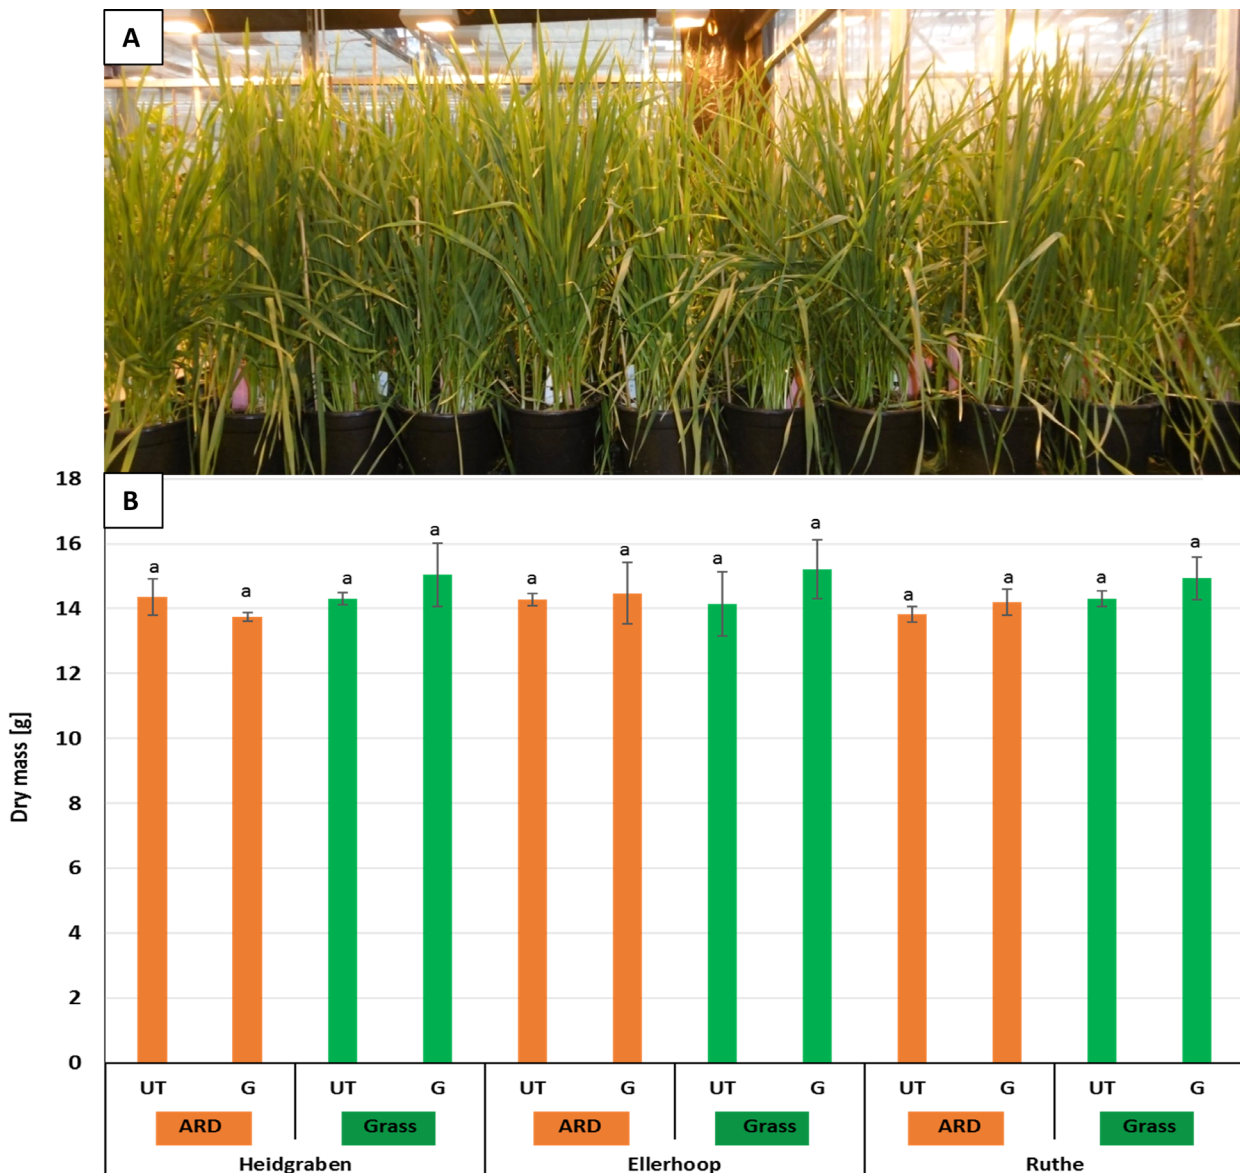 A
B
18
16
14
12
10
8
6
4
2
0
Dry mass [g]
a a a a a a a a a a a a
UT G UT G UT G UT G UT G UT G
ARD Grass ARD Grass ARD Grass
Heidgraben Ellerhoop Ruthe